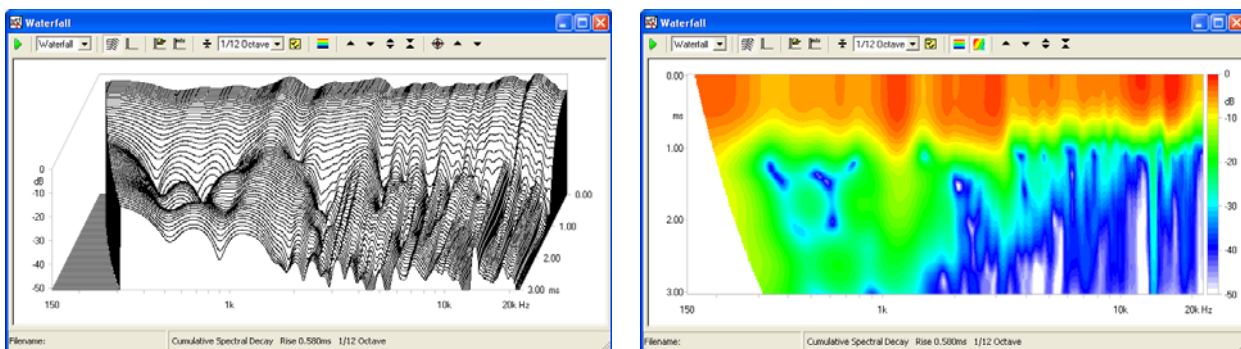 Waterfall
Waterfall 1/12 Octave
0
dB
-10
-20
-30
-40
-50
0.00
1.00
2.00
3.00 ms
150 1k 10k 20k Hz
Filename: Cumulative Spectral Decay Rise 0.580ms 1/12 Octave
Waterfall
Waterfall 1/12 Octave
0.00
ms
1.00
2.00
3.00
150 1k 10k 20k Hz
0
dB
-10
-20
-30
-40
-50
Filename: Cumulative Spectral Decay Rise 0.580ms 1/12 Octave